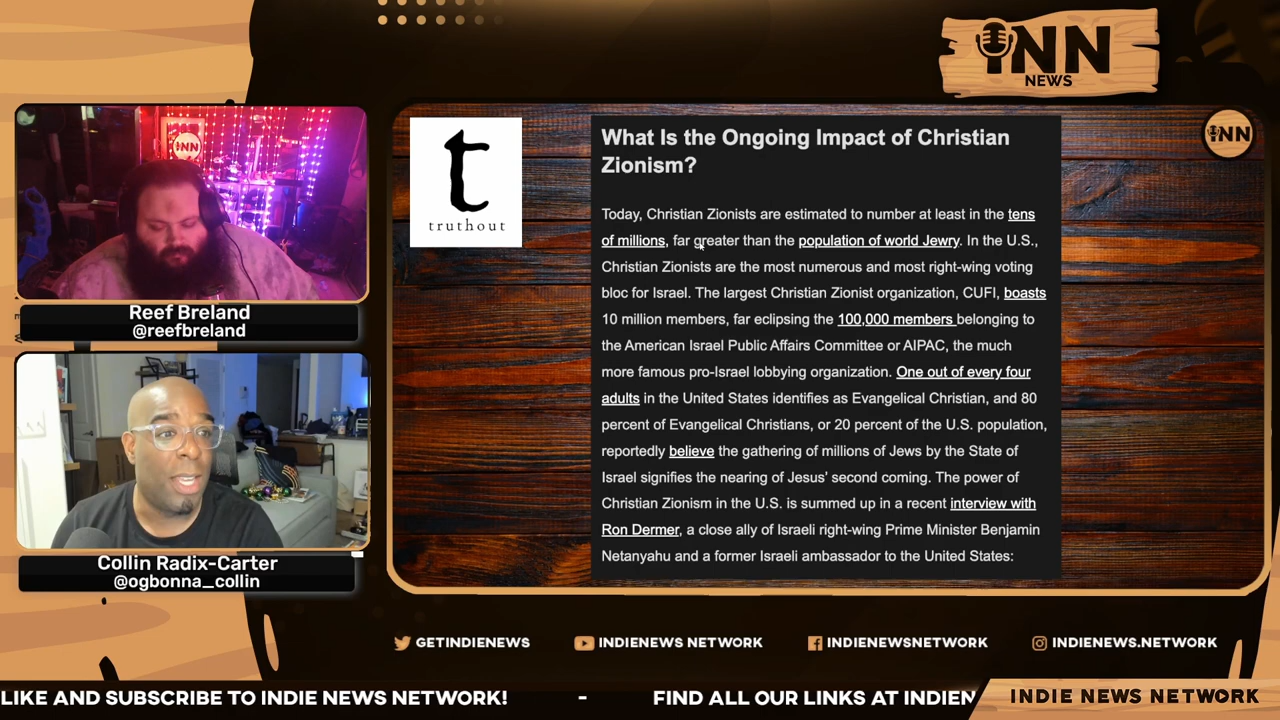 iNN
NEWS
iNN
iNN
t
truthout
What Is the Ongoing Impact of Christian
Zionism?
Today, Christian Zionists are estimated to number at least in the tens
of millions, far greater than the population of world Jewry. In the U.S.,
Christian Zionists are the most numerous and most right-wing voting
bloc for Israel. The largest Christian Zionist organization, CUFI, boasts
10 million members, far eclipsing the 100,000 members belonging to
the American Israel Public Affairs Committee or AIPAC, the much
more famous pro-Israel lobbying organization. One out of every four
adults in the United States identifies as Evangelical Christian, and 80
percent of Evangelical Christians, or 20 percent of the U.S. population,
reportedly believe the gathering of millions of Jews by the State of
Israel signifies the nearing of Jesus' second coming. The power of
Christian Zionism in the U.S. is summed up in a recent interview with
Ron Dermer, a close ally of Israeli right-wing Prime Minister Benjamin
Netanyahu and a former Israeli ambassador to the United States:
Reef Breland
@reefbreland
Collin Radix-Carter
@ogbonna_collin
GETINDIENEWS
INDIENEWS NETWORK
INDIENEWSNETWORK
INDIENEWS.NETWORK
LIKE AND SUBSCRIBE TO INDIE NEWS NETWORK! - FIND ALL OUR LINKS AT INDIEN
INDIE NEWS NETWORK